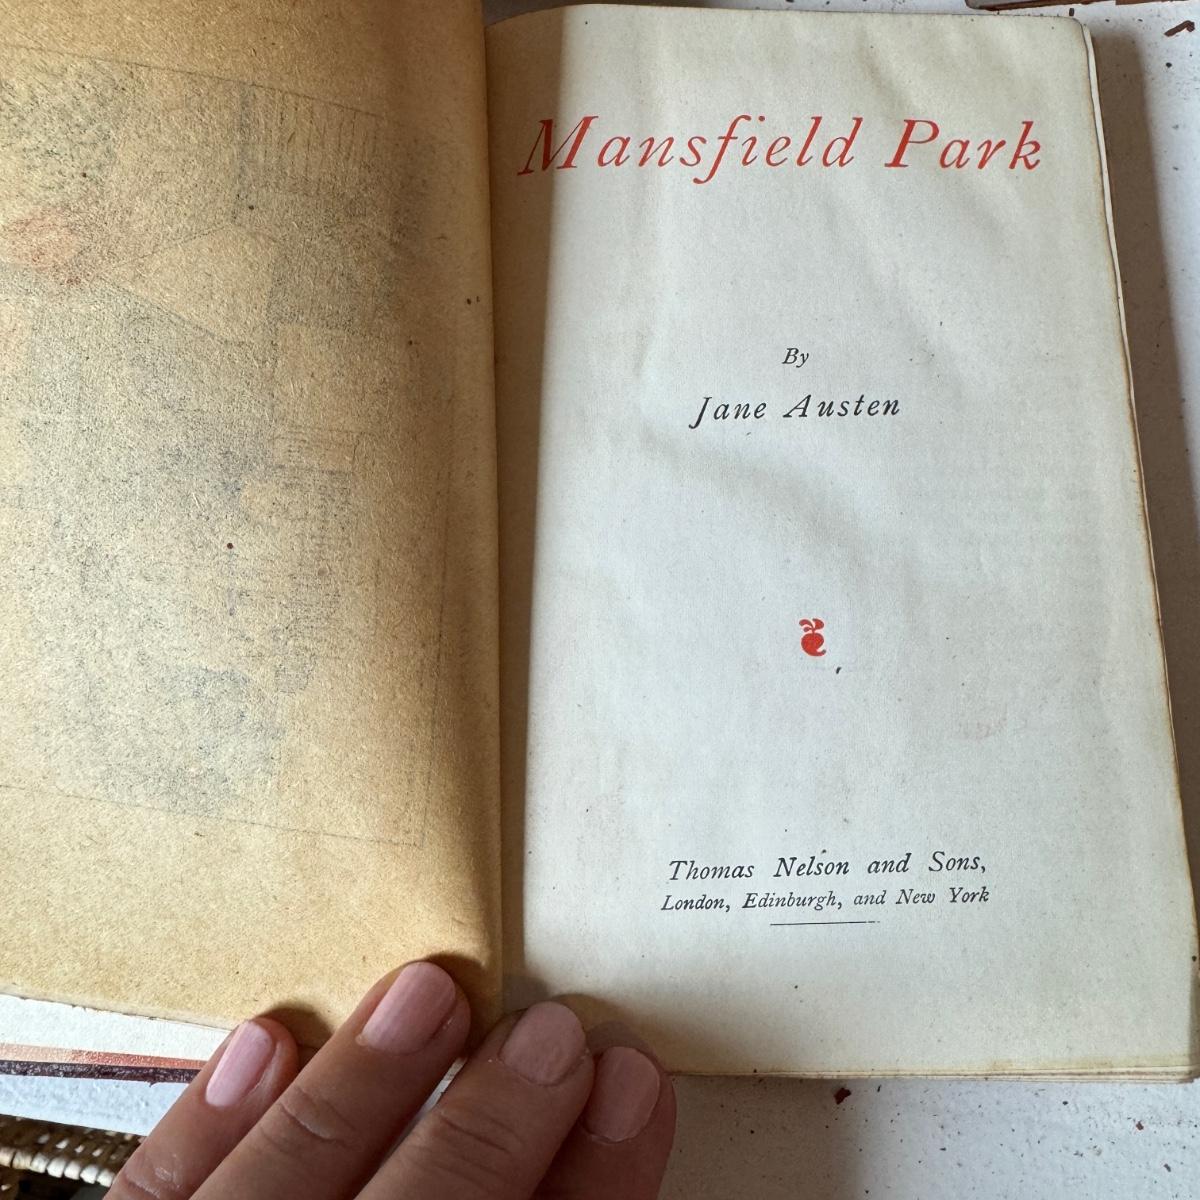 Mansfield Park
By
Jane Austen
Thomas Nelson and Sons,
London, Edinburgh, and New York